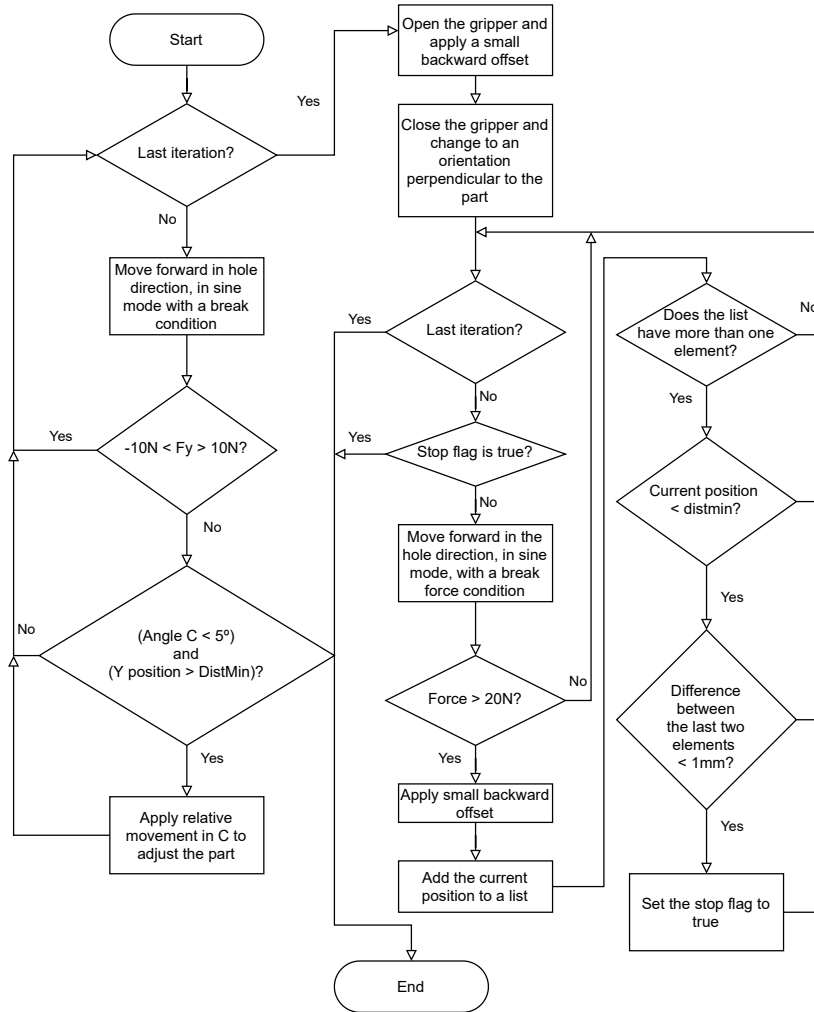 Start
Last iteration?
Yes
No
Move forward in hole
direction, in sine
mode with a break
condition
-10N < Fy > 10N?
Yes
No
(Angle C < 5º)
and
(Y position > DistMin)?
No
Yes
Apply relative
movement in C to
adjust the part
Open the gripper and
apply a small
backward offset
Close the gripper and
change to an
orientation
perpendicular to the
part
Last iteration?
Yes
No
Stop flag is true?
Yes
No
Move forward in the
hole direction, in sine
mode, with a break
force condition
Force > 20N?
No
Yes
Apply small backward
offset
Add the current
position to a list
End
Does the list
have more than one
element?
No
Yes
Current position
< distmin?
Yes
Difference
between
the last two
elements
< 1mm?
Yes
Set the stop flag to
true